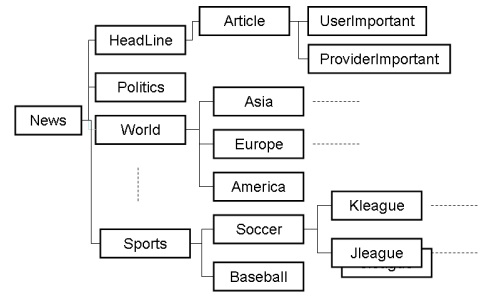 Article
UserImportant
HeadLine
ProviderImportant
Politics
Asia
News
World
Europe
America
Kleague
Soccer
Sports
Jleague
Baseball